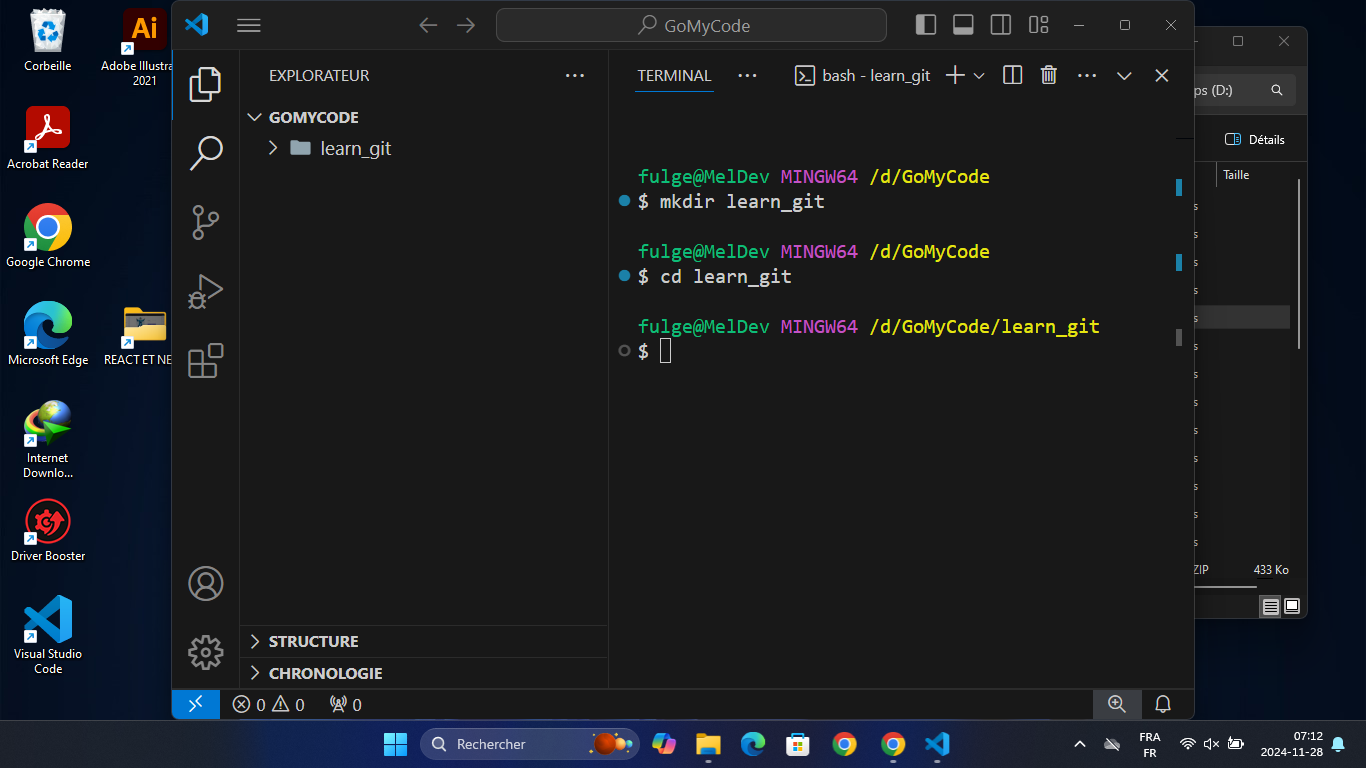 Corbeille
Adobe Illustra
2021
Acrobat Reader
Google Chrome
Microsoft Edge
REACT ET NE
Internet
Downlo...
Driver Booster
Visual Studio
Code
GoMyCode
EXPLORATEUR
GOMYCODE
learn_git
STRUCTURE
CHRONOLOGIE
TERMINAL
bash - learn_git
fulge@MelDev MINGW64 /d/GoMyCode
$ mkdir learn_git
fulge@MelDev MINGW64 /d/GoMyCode
$ cd learn_git
fulge@MelDev MINGW64 /d/GoMyCode/learn_git
$
0 0 0
ps (D:)
Détails
Taille
s
s
s
s
s
s
s
s
s
s
s
s
s
ZIP 433 Ko
Ai
Rechercher
FRA
FR
07:12
2024-11-28